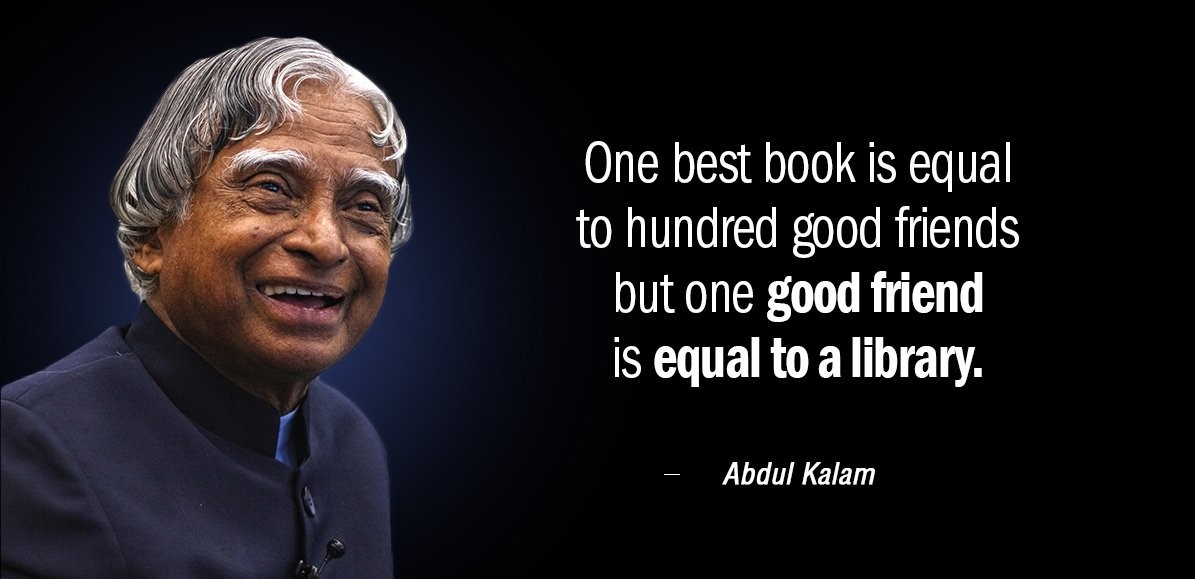 One best book is equal
to hundred good friends
but one good friend
is equal to a library.
– Abdul Kalam